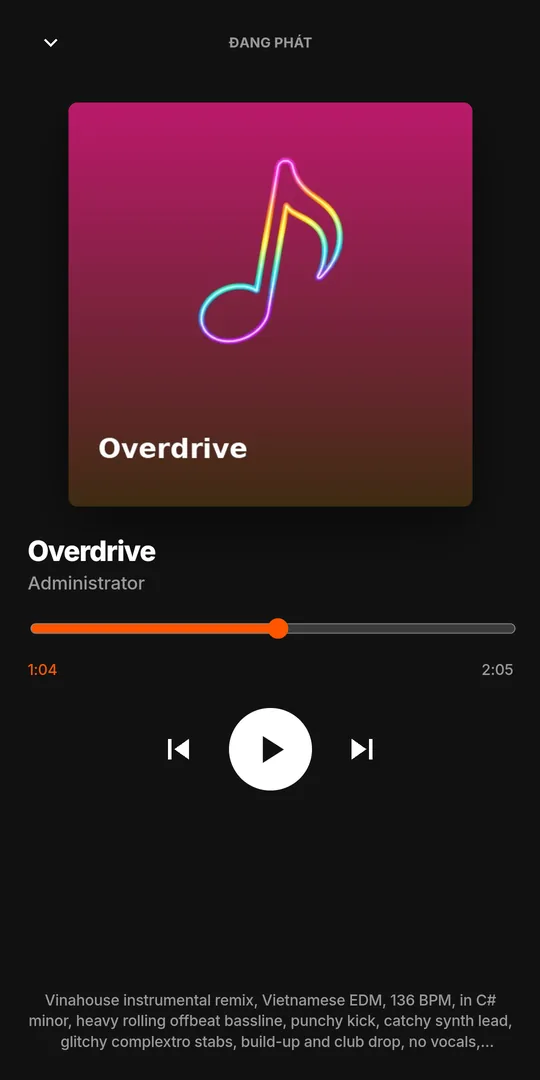 ĐANG PHÁT
Overdrive
Overdrive
Administrator
1:04 2:05
Vinahouse instrumental remix, Vietnamese EDM, 136 BPM, in C#
minor, heavy rolling offbeat bassline, punchy kick, catchy synth lead,
glitchy complextro stabs, build-up and club drop, no vocals,...